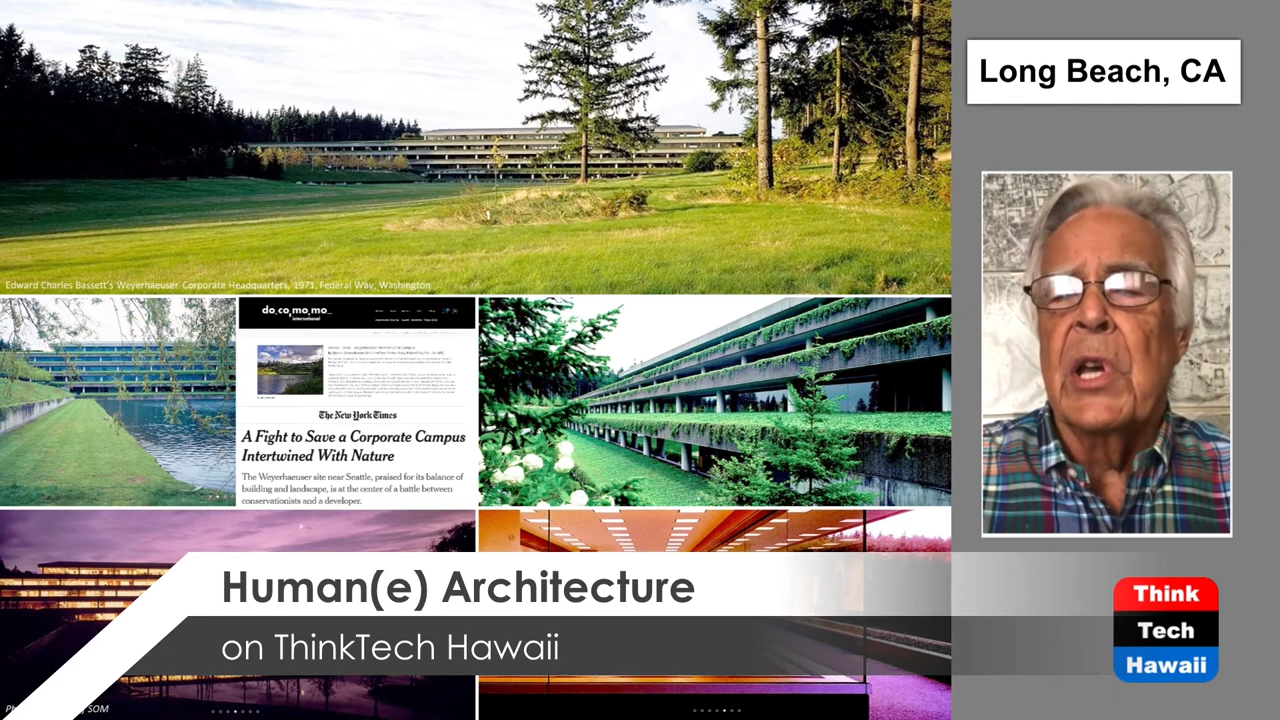 Long Beach, CA
Edward Charles Bassett's Weyerhaeuser Corporate Headquarters, 1971, Federal Way, Washington
do_co_mo_mo_
international
The New York Times
A Fight to Save a Corporate Campus
Intertwined With Nature
The Weyerhaeuser site near Seattle, praised for its balance of
building and landscape, is at the center of a battle between
conservationists and a developer.
Human(e) Architecture
on ThinkTech Hawaii
Think
Tech
Hawaii
SOM